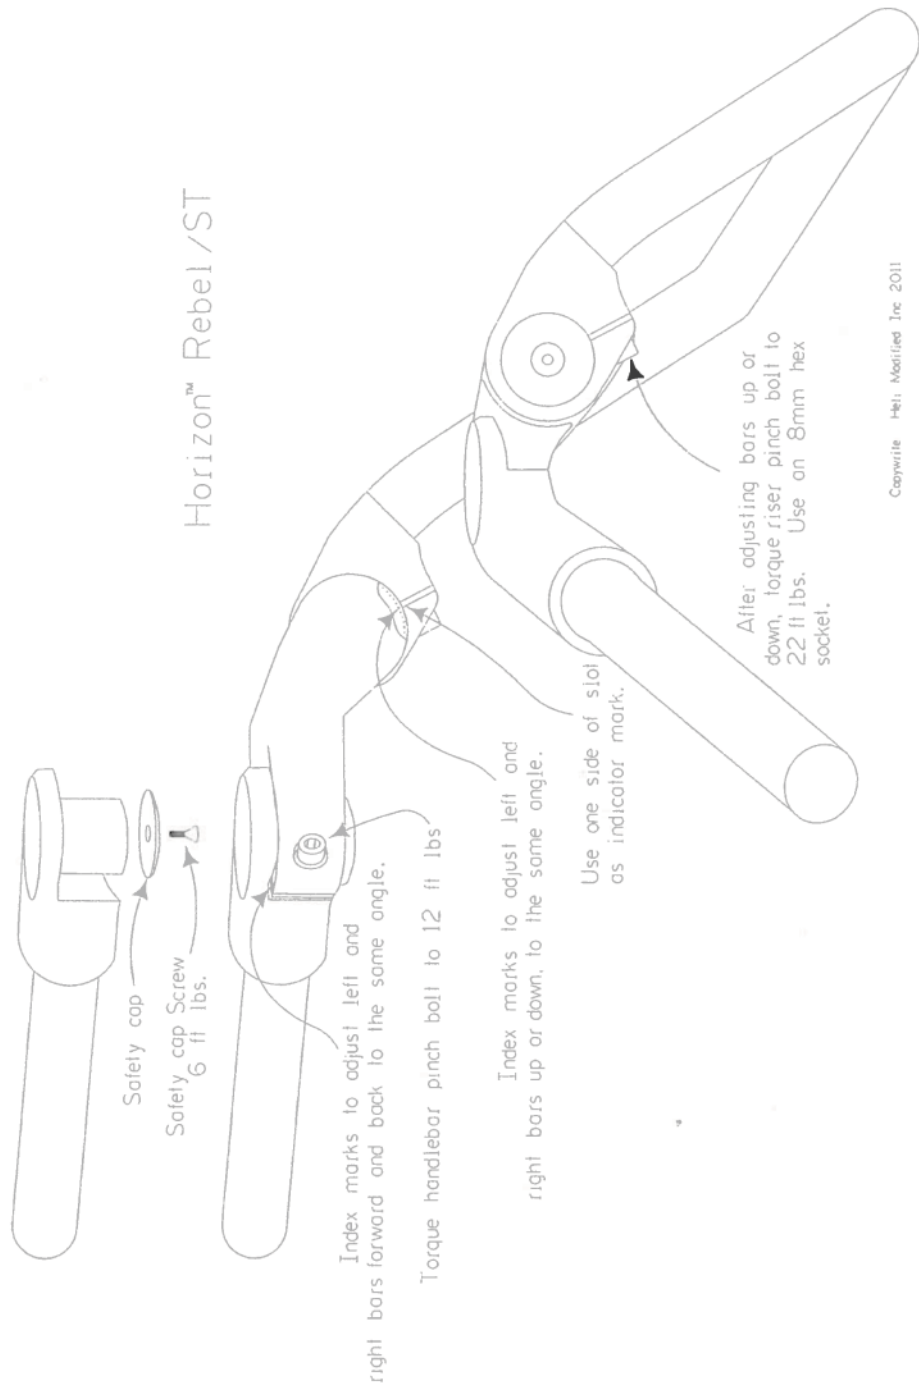 Horizon™ Rebel/ST
Safety cap
Safety cap Screw
6 ft lbs.
Index marks to adjust left and
right bars forward and back to the same angle.
Torque handlebar pinch bolt to 12 ft lbs
Index marks to adjust left and
right bars up or down, to the same angle.
Use one side of slot
as indicator mark.
After adjusting bars up or
down, torque riser pinch bolt to
22 ft lbs. Use an 8mm hex
socket.
Copywrite Heli Modified Inc 2011